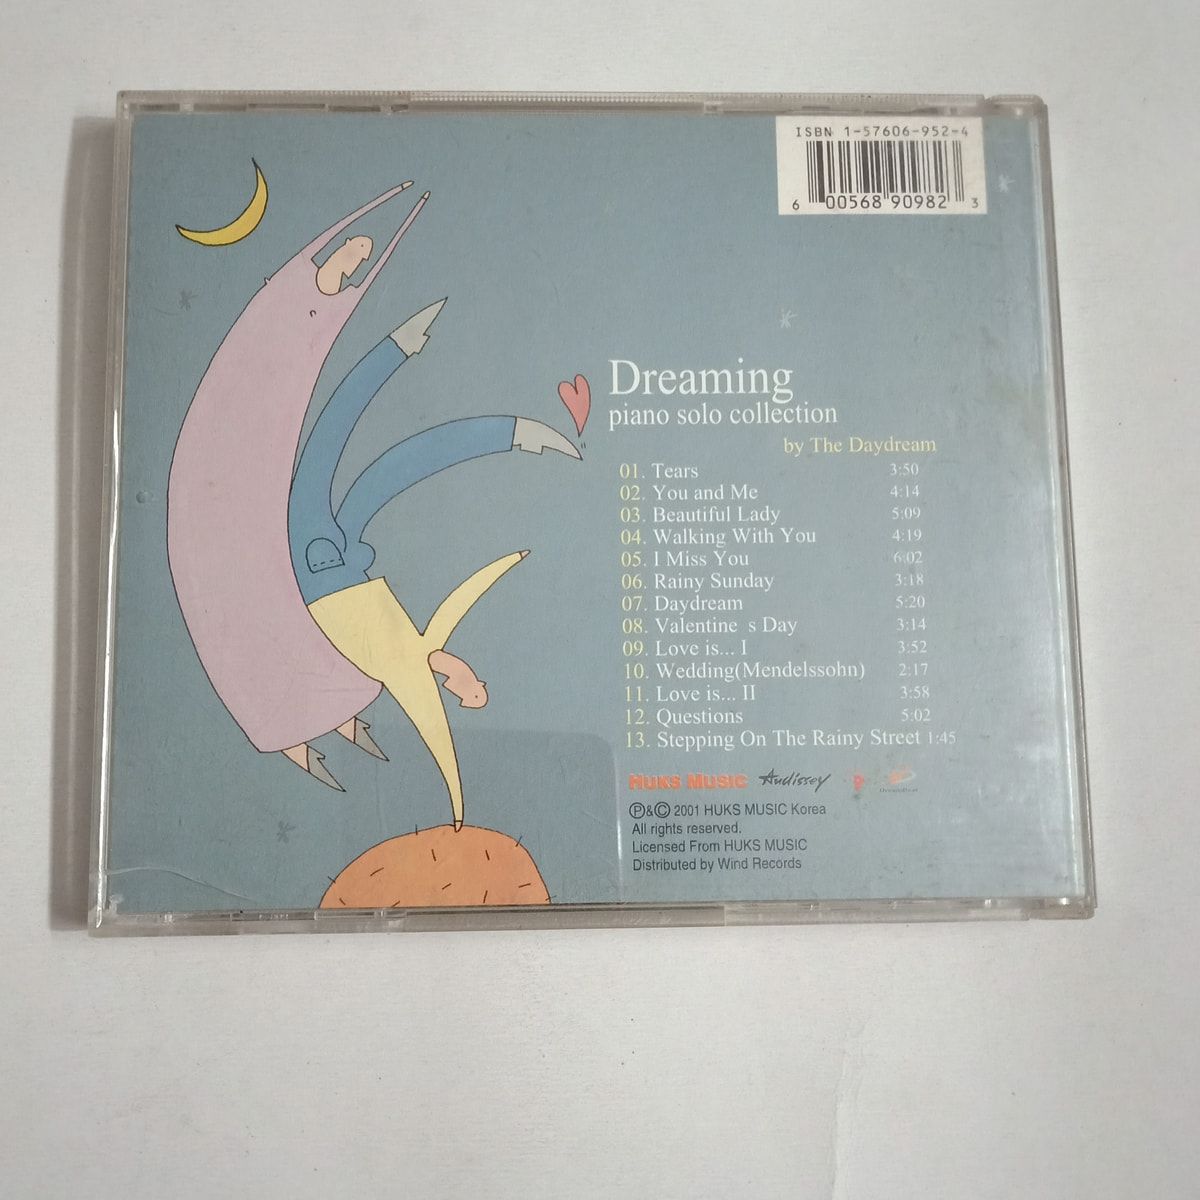 ISBN 1-57606-952-4
6 00568 90982 3
Dreaming
piano solo collection
by The Daydream
01. Tears 3:50
02. You and Me 4:14
03. Beautiful Lady 5:09
04. Walking With You 4:19
05. I Miss You 6:02
06. Rainy Sunday 3:18
07. Daydream 5:20
08. Valentine s Day 3:14
09. Love is... I 3:52
10. Wedding(Mendelssohn) 2:17
11. Love is... II 3:58
12. Questions 5:02
13. Stepping On The Rainy Street 1:45
HUKS MUSIC Audissey
℗&© 2001 HUKS MUSIC Korea
All rights reserved.
Licensed From HUKS MUSIC
Distributed by Wind Records